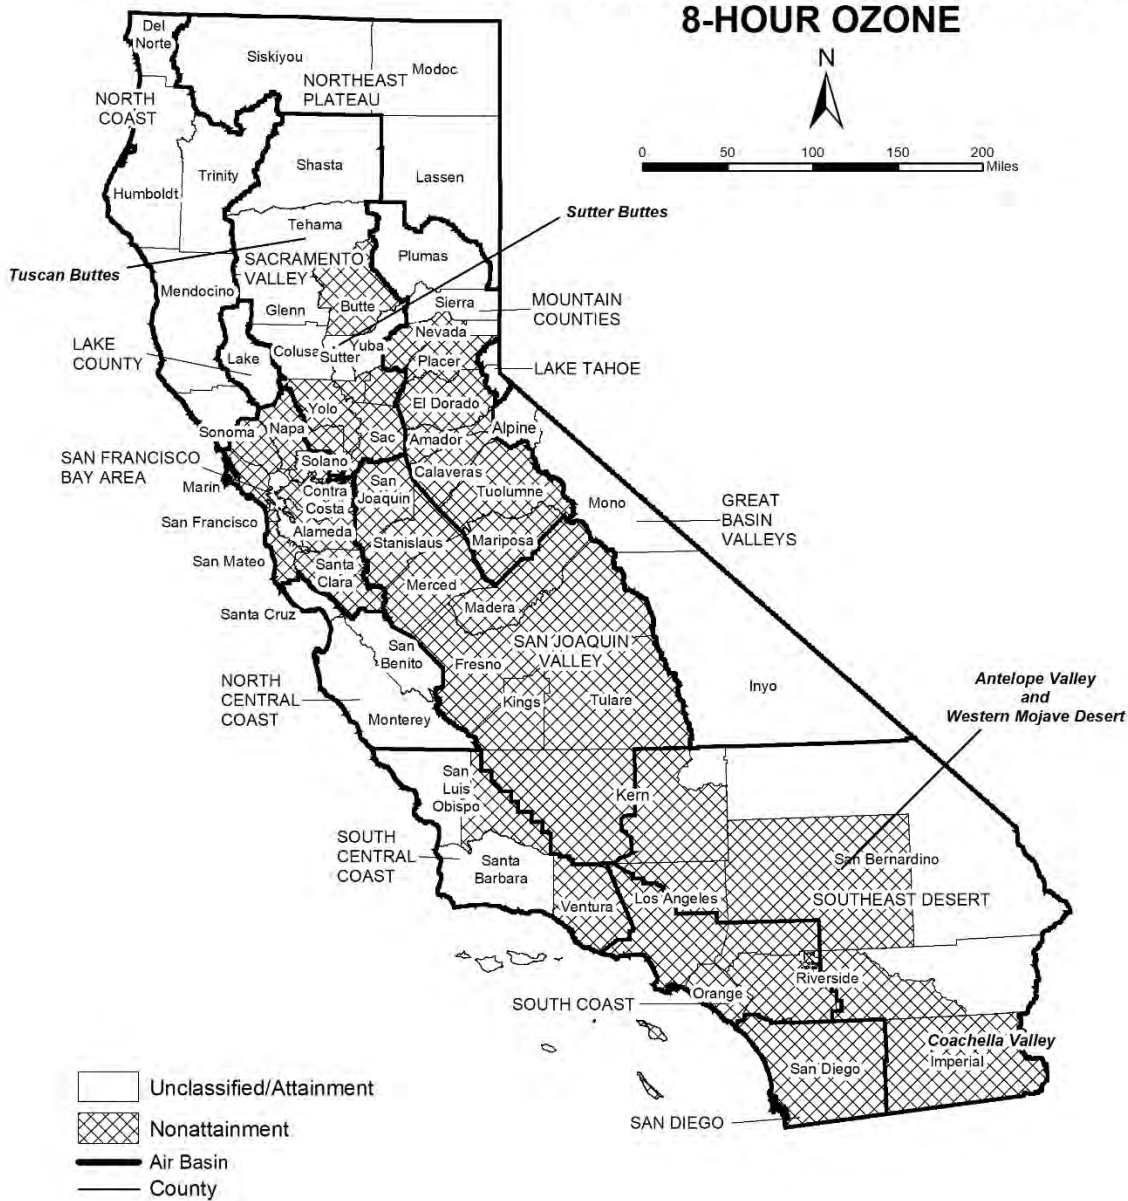 8-HOUR OZONE
N
0 50 100 150 200
Miles
Del
Norte
Siskiyou
Modoc
NORTHEAST
PLATEAU
NORTH
COAST
Shasta
Trinity
Lassen
Humboldt
Sutter Buttes
Tehama
Tuscan Buttes
SACRAMENTO
VALLEY
Plumas
Mendocino
Glenn
Butte
Sierra
MOUNTAIN
COUNTIES
Nevada
LAKE
COUNTY
Lake
Colusa
Sutter
Yuba
Placer
LAKE TAHOE
Yolo
El Dorado
Sonoma
Napa
Sac
Amador
Alpine
SAN FRANCISCO
BAY AREA
Solano
Calaveras
Marin
Contra
Costa
San
Joaquin
Tuolumne
Mono
GREAT
BASIN
VALLEYS
San Francisco
Alameda
Stanislaus
Mariposa
San Mateo
Santa
Clara
Merced
Madera
Santa Cruz
San
Benito
Fresno
SAN JOAQUIN
VALLEY
NORTH
CENTRAL
COAST
Monterey
Kings
Tulare
Inyo
Antelope Valley
and
Western Mojave Desert
San
Luis
Obispo
Kern
SOUTH
CENTRAL
COAST
Santa
Barbara
San Bernardino
Ventura
Los Angeles
SOUTHEAST DESERT
SOUTH COAST
Orange
Riverside
Coachella Valley
Imperial
San Diego
SAN DIEGO
Unclassified/Attainment
Nonattainment
Air Basin
County